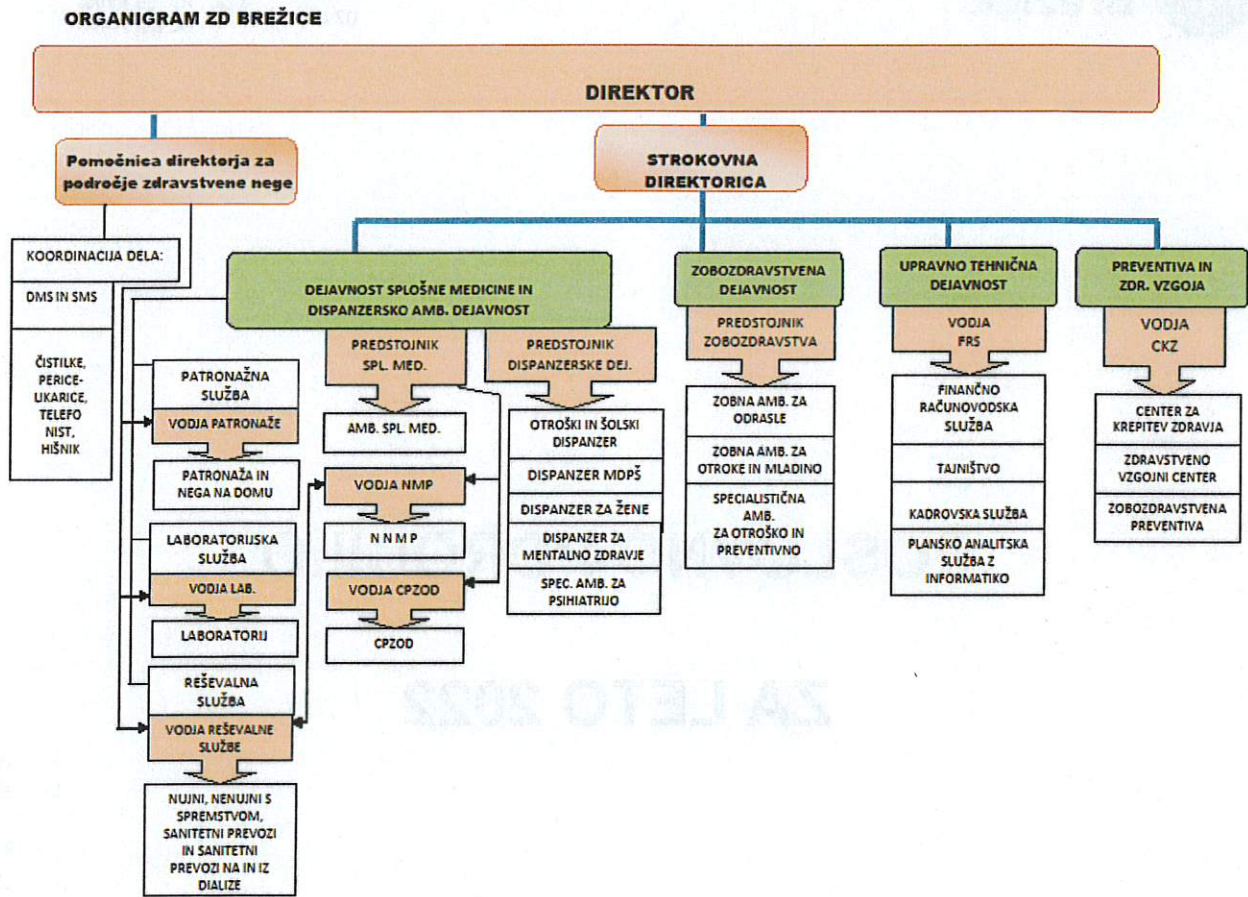 ORGANIGRAM ZD BREŽICE
DIREKTOR
Pomočnica direktorja za
področje zdravstvene nege
STROKOVNA
DIREKTORICA
KOORDINACIJA DELA:
DMS IN SMS
ČISTILKE,
PERICE-
UKARICE,
TELEFO
NIST,
HIŠNIK
DEJAVNOST SPLOŠNE MEDICINE IN
DISPANZERSKO AMB. DEJAVNOST
PATRONAŽNA
SLUŽBA
VODJA PATRONAŽE
PATRONAŽA IN
NEGA NA DOMU
LABORATORIJSKA
SLUŽBA
VODJA LAB.
LABORATORIJ
REŠEVALNA
SLUŽBA
VODJA REŠEVALNE
SLUŽBE
NUJNI, NENUJNI S
SPREMSTVOM,
SANITETNI PREVOZI
IN SANITETNI
PREVOZI NA IN IZ
DIALIZE
PREDSTOJNIK
SPL. MED.
AMB. SPL. MED.
VODJA NMP
N N M P
VODJA CPZOD
CPZOD
PREDSTOJNIK
DISPANZERSKE DEJ.
OTROŠKI IN ŠOLSKI
DISPANZER
DISPANZER MDPŠ
DISPANZER ZA ŽENE
DISPANZER ZA
MENTALNO ZDRAVJE
SPEC. AMB. ZA
PSIHIATRIJO
ZOBOZDRAVSTVENA
DEJAVNOST
PREDSTOJNIK
ZOBOZDRAVSTVA
ZOBNA AMB. ZA
ODRASLE
ZOBNA AMB. ZA
OTROKE IN MLADINO
SPECIALISTIČNA
AMB.
ZA OTROŠKO IN
PREVENTIVNO
UPRAVNO TEHNIČNA
DEJAVNOST
VODJA
FRS
FINANČNO
RAČUNOVODSKA
SLUŽBA
TAJNIŠTVO
KADROVSKA SLUŽBA
PLANSKO ANALITSKA
SLUŽBA Z
INFORMATIKO
PREVENTIVA IN
ZDR. VZGOJA
VODJA
CKZ
CENTER ZA
KREPITEV ZDRAVJA
ZDRAVSTVENO
VZGOJNI CENTER
ZOBOZDRAVSTVENA
PREVENTIVA
ZA LETO 2022